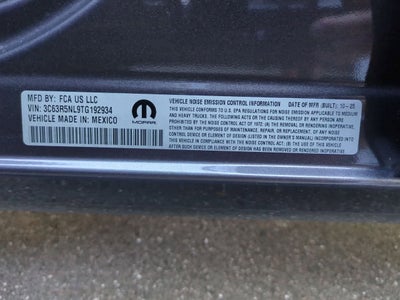 MFD BY: FCA US LLC
VIN: 3C63R5NL9TG192934
VEHICLE MADE IN: MEXICO
MOPAR
VEHICLE NOISE EMISSION CONTROL INFORMATION DATE OF MFR (BUILT): 10-25
THIS VEHICLE CONFORMS TO U.S. EPA REGULATIONS FOR NOISE EMISSION APPLICABLE TO MEDIUM
AND HEAVY TRUCKS. THE FOLLOWING ACTS OR THE CAUSING THEREOF BY ANY PERSON ARE
PROHIBITED BY THE NOISE CONTROL ACT OF 1972: (A) THE REMOVAL OR RENDERING INOPERATIVE,
OTHER THAN FOR PURPOSES OF MAINTENANCE, REPAIR, OR REPLACEMENT, OF ANY NOISE CONTROL
DEVICE OR ELEMENT OF DESIGN (LISTED IN THE OWNER'S MANUAL) INCORPORATED INTO THIS
VEHICLE IN COMPLIANCE WITH THE NOISE CONTROL ACT; (B) THE USE OF THIS VEHICLE AFTER SUCH
DEVICE OR ELEMENT OF DESIGN HAS BEEN REMOVED OR RENDERED INOPERATIVE.